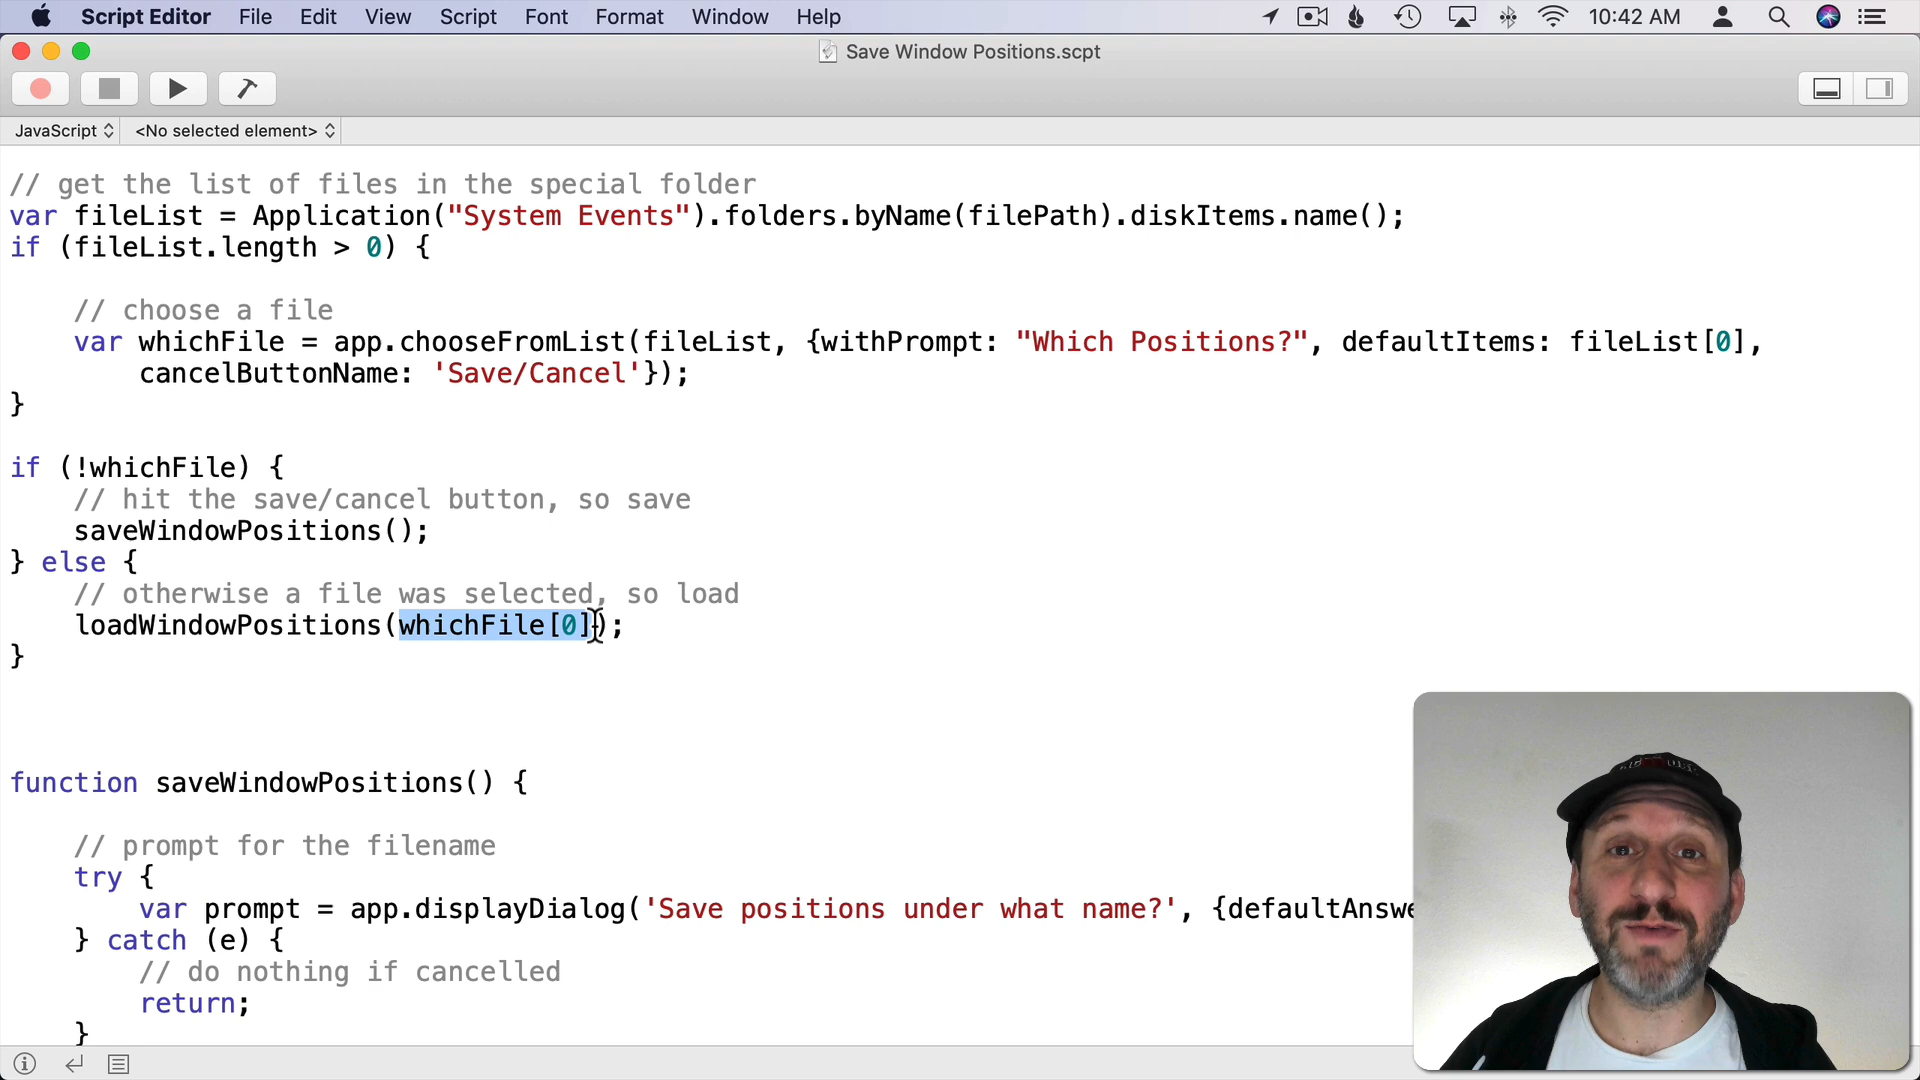 Script Editor File Edit View Script Font Format Window Help 10:42 AM
Save Window Positions.scpt
JavaScript <No selected element>
// get the list of files in the special folder
var fileList = Application("System Events").folders.byName(filePath).diskItems.name();
if (fileList.length > 0) {
// choose a file
var whichFile = app.chooseFromList(fileList, {withPrompt: "Which Positions?", defaultItems: fileList[0],
cancelButtonName: 'Save/Cancel'});
}
if (!whichFile) {
// hit the save/cancel button, so save
saveWindowPositions();
} else {
// otherwise a file was selected, so load
loadWindowPositions(whichFile[0]);
}
function saveWindowPositions() {
// prompt for the filename
try {
var prompt = app.displayDialog('Save positions under what name?', {defaultAnswe
} catch (e) {
// do nothing if cancelled
return;
}